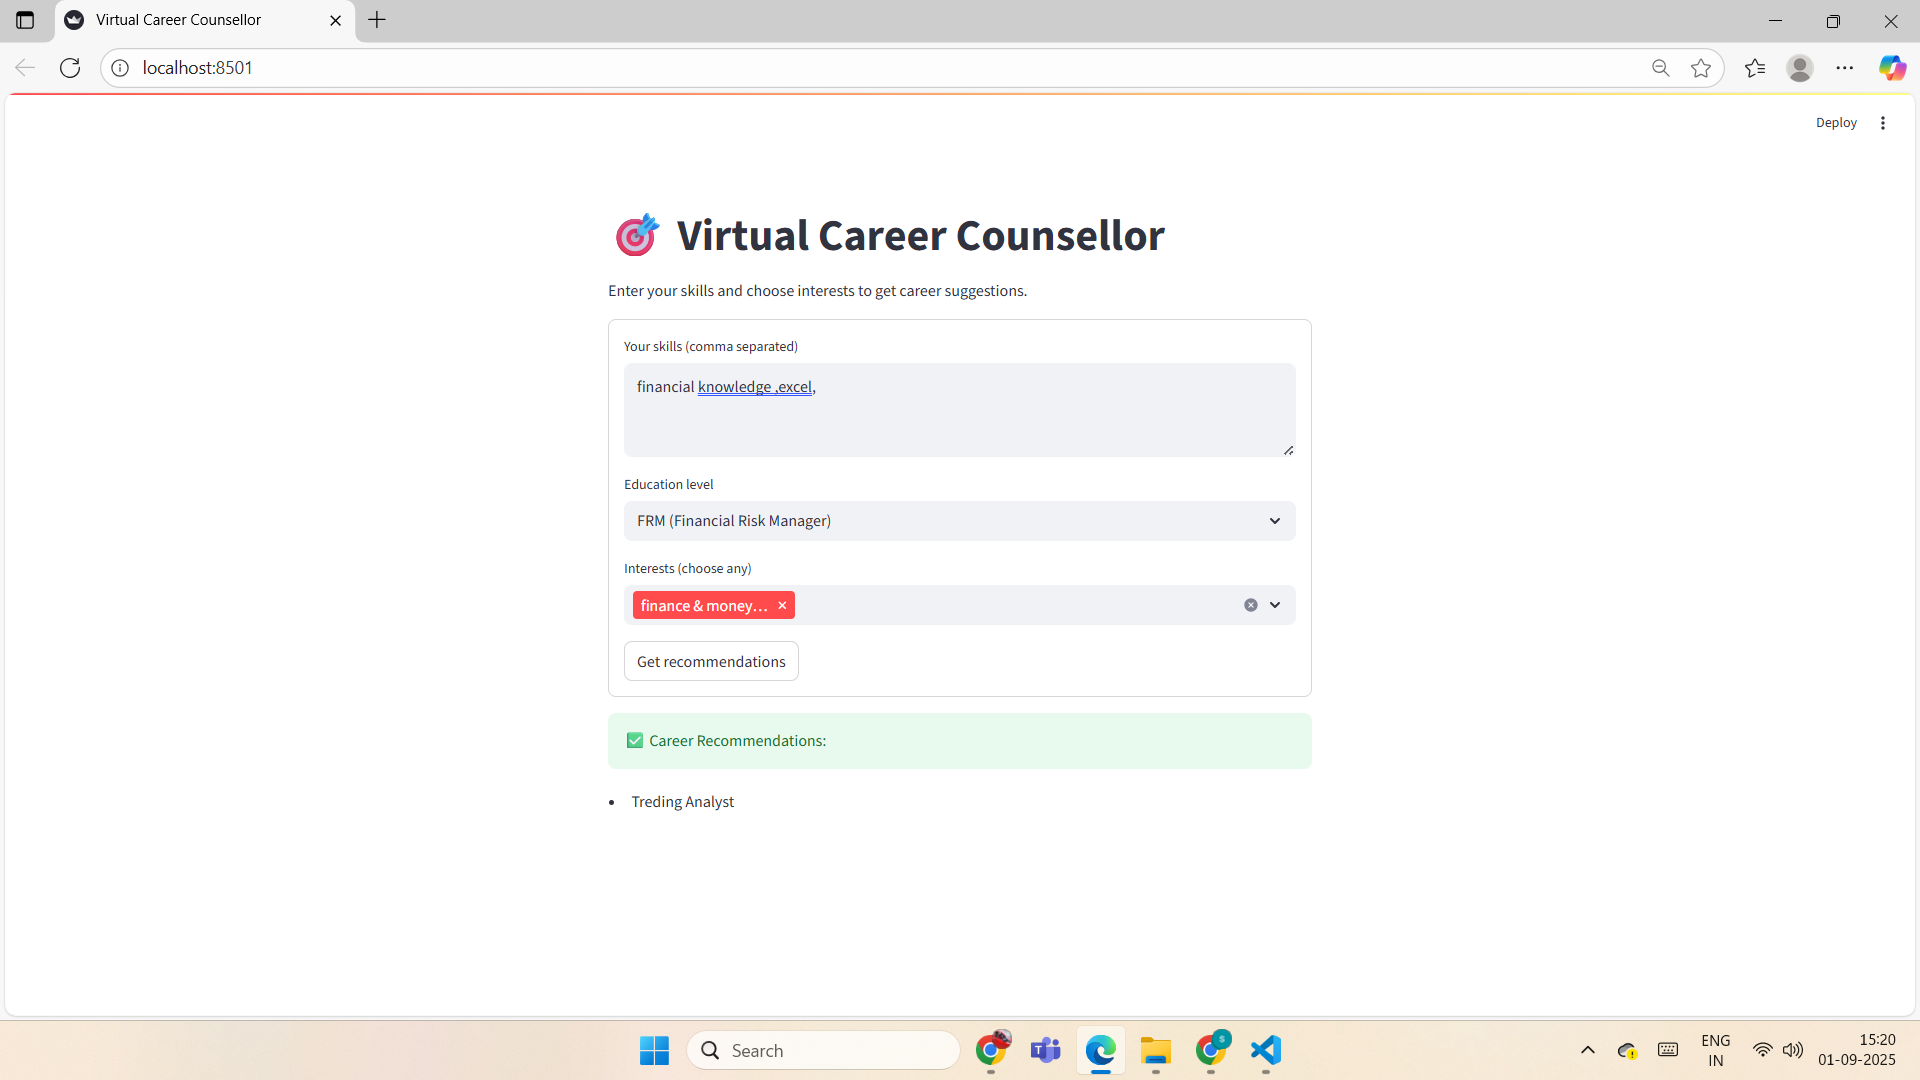 Virtual Career Counsellor
localhost:8501
Deploy
Virtual Career Counsellor
Enter your skills and choose interests to get career suggestions.
Your skills (comma separated)
financial knowledge ,excel,
Education level
FRM (Financial Risk Manager)
Interests (choose any)
finance & money…
Get recommendations
Career Recommendations:
Treding Analyst
Search
S
ENG
IN
15:20
01-09-2025